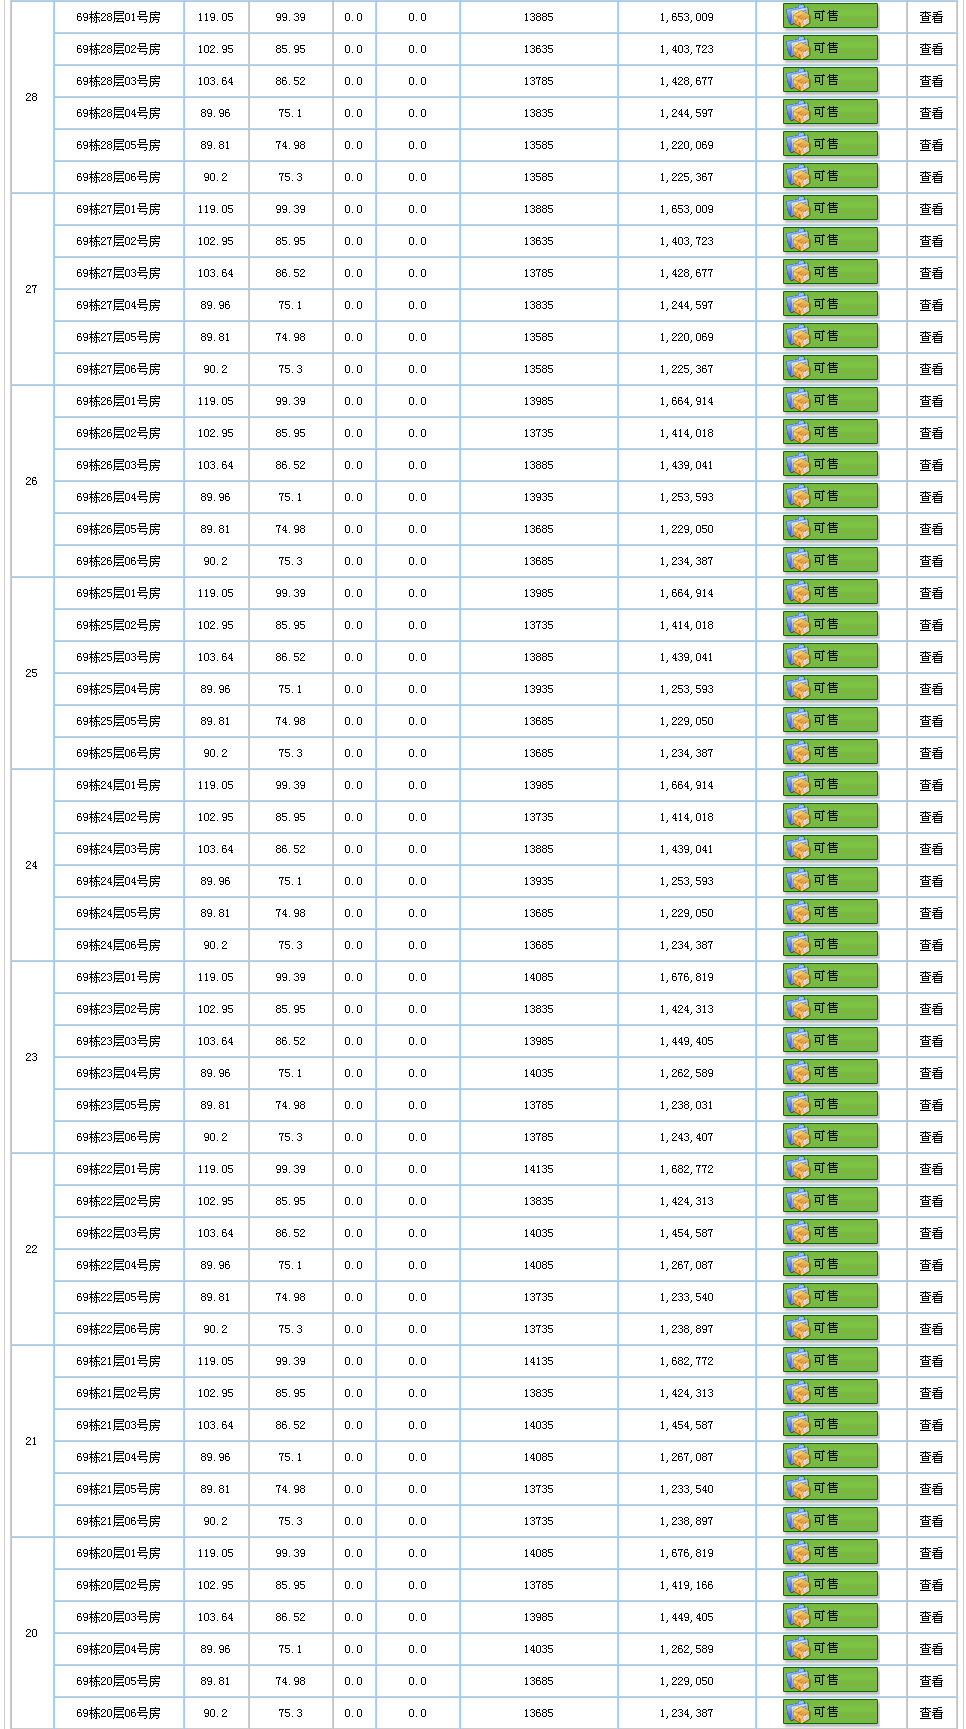 69栋28层01号房 119.05 99.39 0.0 0.0 13885 1,653,009 可售 查看
69栋28层02号房 102.95 85.95 0.0 0.0 13635 1,403,723 可售 查看
69栋28层03号房 103.64 86.52 0.0 0.0 13785 1,428,677 可售 查看
28
69栋28层04号房 89.96 75.1 0.0 0.0 13835 1,244,597 可售 查看
69栋28层05号房 89.81 74.98 0.0 0.0 13585 1,220,069 可售 查看
69栋28层06号房 90.2 75.3 0.0 0.0 13585 1,225,367 可售 查看
69栋27层01号房 119.05 99.39 0.0 0.0 13885 1,653,009 可售 查看
69栋27层02号房 102.95 85.95 0.0 0.0 13635 1,403,723 可售 查看
69栋27层03号房 103.64 86.52 0.0 0.0 13785 1,428,677 可售 查看
27
69栋27层04号房 89.96 75.1 0.0 0.0 13835 1,244,597 可售 查看
69栋27层05号房 89.81 74.98 0.0 0.0 13585 1,220,069 可售 查看
69栋27层06号房 90.2 75.3 0.0 0.0 13585 1,225,367 可售 查看
69栋26层01号房 119.05 99.39 0.0 0.0 13985 1,664,914 可售 查看
69栋26层02号房 102.95 85.95 0.0 0.0 13735 1,414,018 可售 查看
69栋26层03号房 103.64 86.52 0.0 0.0 13885 1,439,041 可售 查看
26
69栋26层04号房 89.96 75.1 0.0 0.0 13935 1,253,593 可售 查看
69栋26层05号房 89.81 74.98 0.0 0.0 13685 1,229,050 可售 查看
69栋26层06号房 90.2 75.3 0.0 0.0 13685 1,234,387 可售 查看
69栋25层01号房 119.05 99.39 0.0 0.0 13985 1,664,914 可售 查看
69栋25层02号房 102.95 85.95 0.0 0.0 13735 1,414,018 可售 查看
69栋25层03号房 103.64 86.52 0.0 0.0 13885 1,439,041 可售 查看
25
69栋25层04号房 89.96 75.1 0.0 0.0 13935 1,253,593 可售 查看
69栋25层05号房 89.81 74.98 0.0 0.0 13685 1,229,050 可售 查看
69栋25层06号房 90.2 75.3 0.0 0.0 13685 1,234,387 可售 查看
69栋24层01号房 119.05 99.39 0.0 0.0 13985 1,664,914 可售 查看
69栋24层02号房 102.95 85.95 0.0 0.0 13735 1,414,018 可售 查看
69栋24层03号房 103.64 86.52 0.0 0.0 13885 1,439,041 可售 查看
24
69栋24层04号房 89.96 75.1 0.0 0.0 13935 1,253,593 可售 查看
69栋24层05号房 89.81 74.98 0.0 0.0 13685 1,229,050 可售 查看
69栋24层06号房 90.2 75.3 0.0 0.0 13685 1,234,387 可售 查看
69栋23层01号房 119.05 99.39 0.0 0.0 14085 1,676,819 可售 查看
69栋23层02号房 102.95 85.95 0.0 0.0 13835 1,424,313 可售 查看
69栋23层03号房 103.64 86.52 0.0 0.0 13985 1,449,405 可售 查看
23
69栋23层04号房 89.96 75.1 0.0 0.0 14035 1,262,589 可售 查看
69栋23层05号房 89.81 74.98 0.0 0.0 13785 1,238,031 可售 查看
69栋23层06号房 90.2 75.3 0.0 0.0 13785 1,243,407 可售 查看
69栋22层01号房 119.05 99.39 0.0 0.0 14135 1,682,772 可售 查看
69栋22层02号房 102.95 85.95 0.0 0.0 13835 1,424,313 可售 查看
69栋22层03号房 103.64 86.52 0.0 0.0 14035 1,454,587 可售 查看
22
69栋22层04号房 89.96 75.1 0.0 0.0 14085 1,267,087 可售 查看
69栋22层05号房 89.81 74.98 0.0 0.0 13735 1,233,540 可售 查看
69栋22层06号房 90.2 75.3 0.0 0.0 13735 1,238,897 可售 查看
69栋21层01号房 119.05 99.39 0.0 0.0 14135 1,682,772 可售 查看
69栋21层02号房 102.95 85.95 0.0 0.0 13835 1,424,313 可售 查看
69栋21层03号房 103.64 86.52 0.0 0.0 14035 1,454,587 可售 查看
21
69栋21层04号房 89.96 75.1 0.0 0.0 14085 1,267,087 可售 查看
69栋21层05号房 89.81 74.98 0.0 0.0 13735 1,233,540 可售 查看
69栋21层06号房 90.2 75.3 0.0 0.0 13735 1,238,897 可售 查看
69栋20层01号房 119.05 99.39 0.0 0.0 14085 1,676,819 可售 查看
69栋20层02号房 102.95 85.95 0.0 0.0 13785 1,419,166 可售 查看
69栋20层03号房 103.64 86.52 0.0 0.0 13985 1,449,405 可售 查看
20
69栋20层04号房 89.96 75.1 0.0 0.0 14035 1,262,589 可售 查看
69栋20层05号房 89.81 74.98 0.0 0.0 13685 1,229,050 可售 查看
69栋20层06号房 90.2 75.3 0.0 0.0 13685 1,234,387 可售 查看